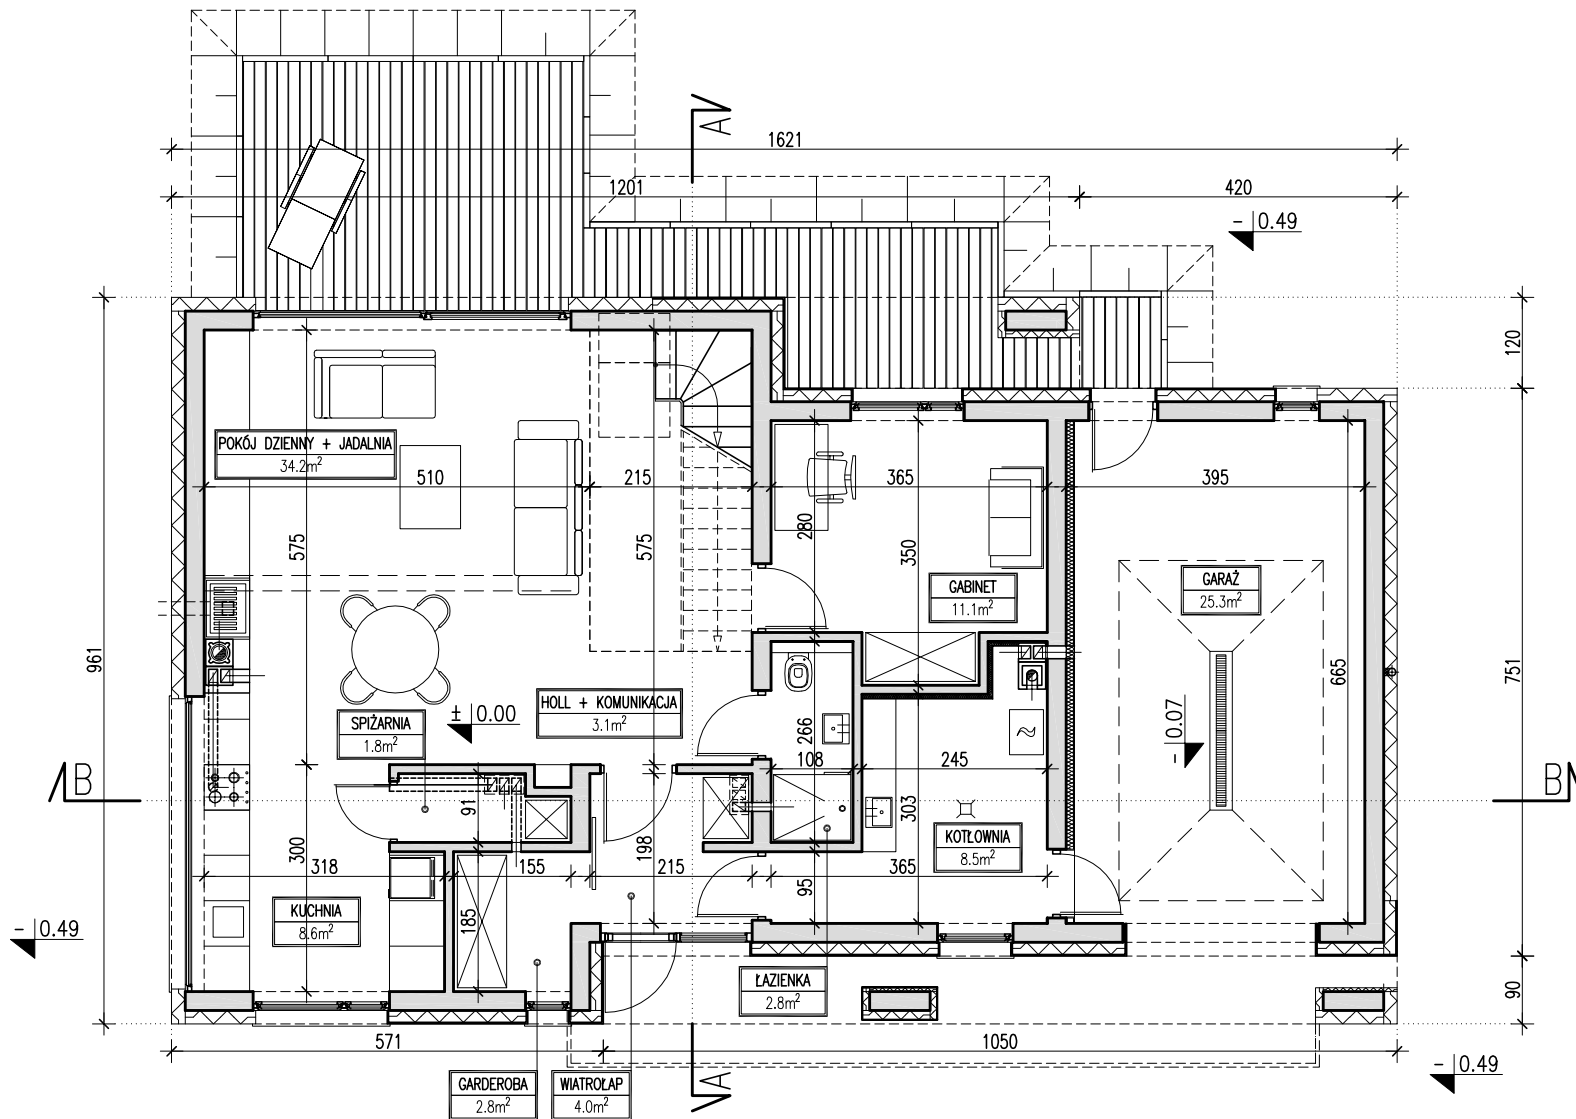 A
1621
1201
420
- 0.49
POKÓJ DZIENNY + JADALNIA
34.2m²
510
215
365
395
120
575
575
280
350
GABINET
11.1m²
GARAŻ
25.3m²
961
665
751
HOLL + KOMUNIKACJA
3.1m²
SPIŻARNIA
1.8m²
± 0.00
- 0.07
266
108
245
B
B
91
303
KOTŁOWNIA
8.5m²
300
198
318
155
215
365
95
185
KUCHNIA
8.6m²
- 0.49
ŁAZIENKA
2.8m²
90
571
1050
- 0.49
GARDEROBA
2.8m²
WIATROŁAP
4.0m²
A